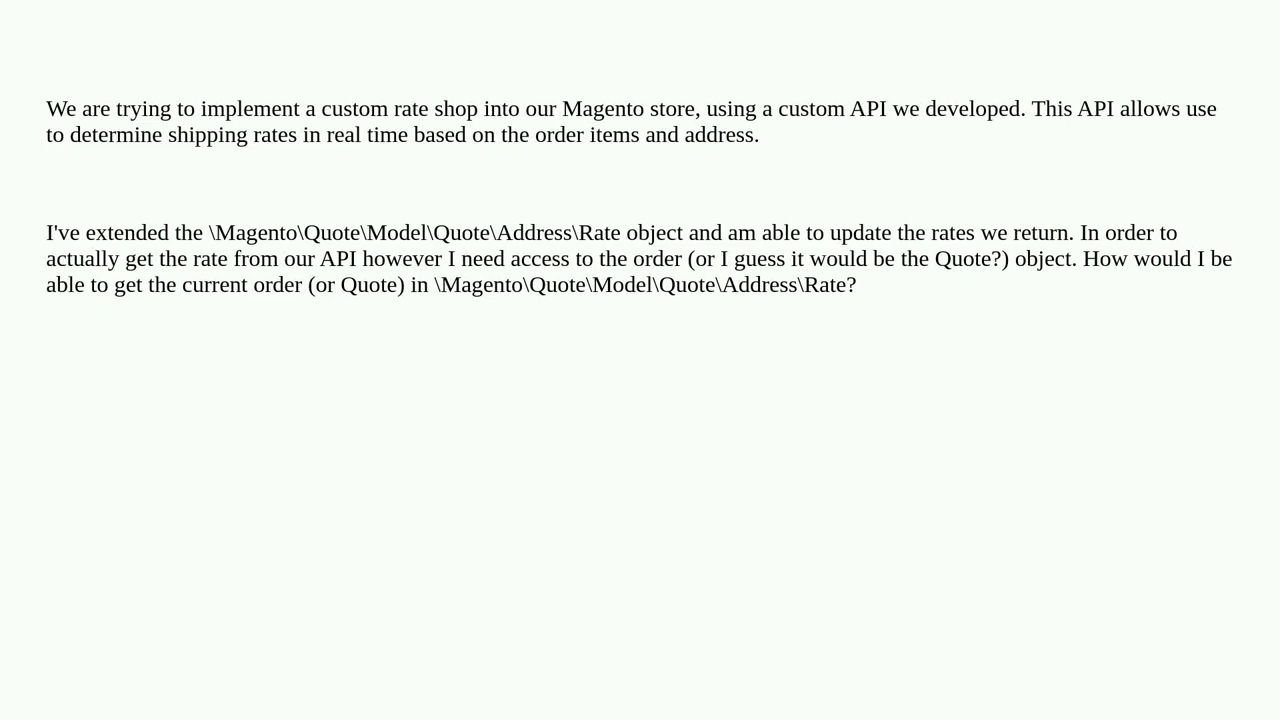 We are trying to implement a custom rate shop into our Magento store, using a custom API we developed. This API allows use
to determine shipping rates in real time based on the order items and address.
I've extended the \Magento\Quote\Model\Quote\Address\Rate object and am able to update the rates we return. In order to
actually get the rate from our API however I need access to the order (or I guess it would be the Quote?) object. How would I be
able to get the current order (or Quote) in \Magento\Quote\Model\Quote\Address\Rate?